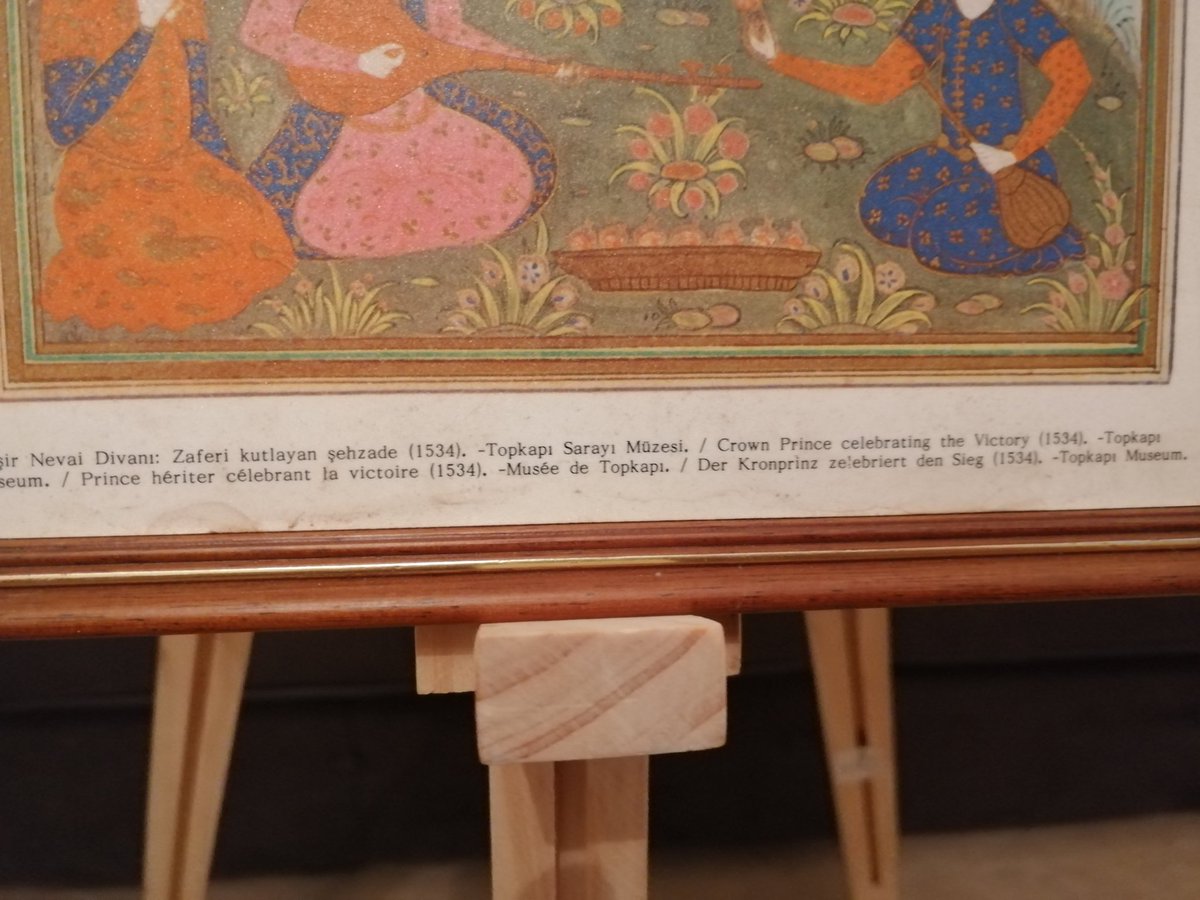 şir Nevai Divanı: Zaferi kutlayan şehzade (1534). -Topkapı Sarayı Müzesi. / Crown Prince celebrating the Victory (1534). -Topkapı
seum. / Prince hériter célebrant la victoire (1534). -Musée de Topkapı. / Der Kronprinz zelebriert den Sieg (1534). -Topkapı Museum.